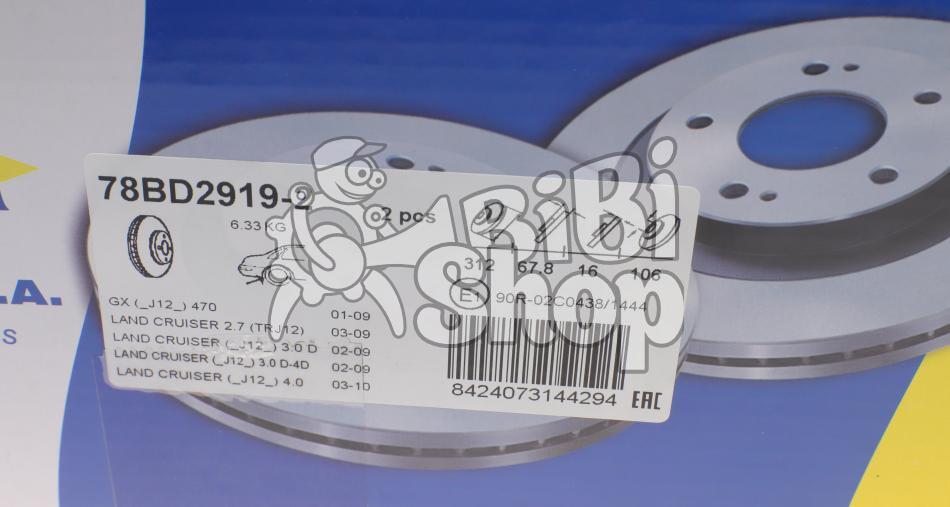 78BD2919-2
6.33 KG
2 pcs
312 67.8 16 106
E1 90R-02C0438/1444
GX (_J12_) 470 01-09
LAND CRUISER 2.7 (TRJ12) 03-09
LAND CRUISER (_J12_) 3.0 D 02-09
LAND CRUISER (_J12_) 3.0 D-4D 02-09
LAND CRUISER (_J12_) 4.0 03-10
8424073144294 EAC
RiBi
Shop
.A.
S